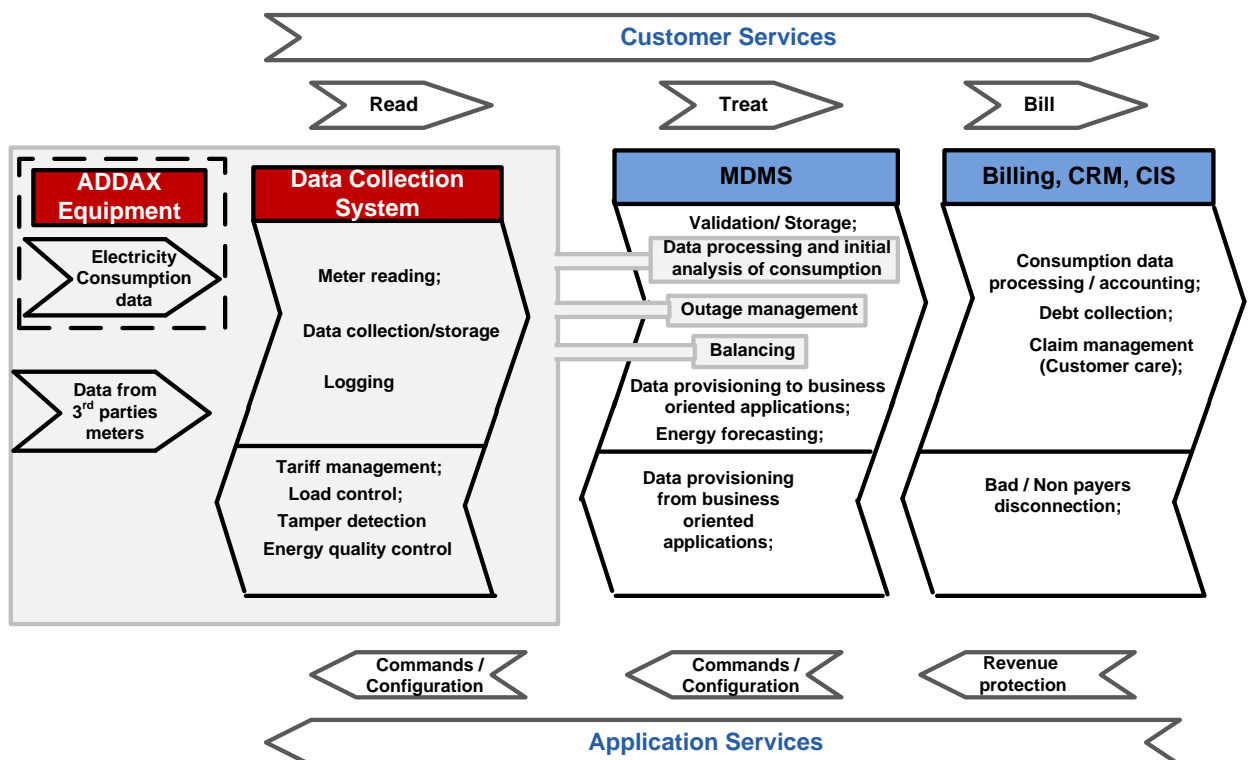 Customer Services
Read
Treat
Bill
ADDAX
Equipment
Electricity
Consumption
data
Data from
3rd parties
meters
Data Collection
System
Meter reading;
Data collection/storage
Logging
Tariff management;
Load control;
Tamper detection
Energy quality control
MDMS
Validation/ Storage;
Data processing and initial
analysis of consumption
Outage management
Balancing
Data provisioning to business
oriented applications;
Energy forecasting;
Data provisioning
from business
oriented
applications;
Billing, CRM, CIS
Consumption data
processing / accounting;
Debt collection;
Claim management
(Customer care);
Bad / Non payers
disconnection;
Commands /
Configuration
Commands /
Configuration
Revenue
protection
Application Services